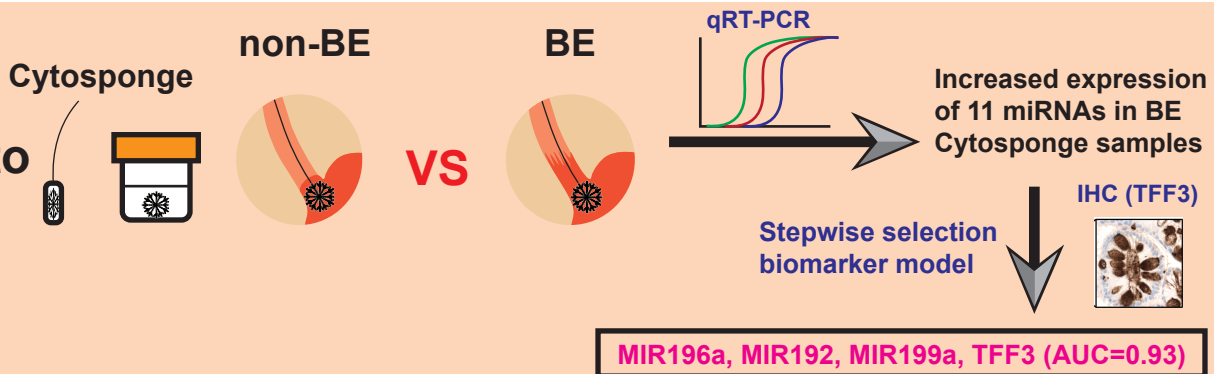 qRT-PCR
non-BE
BE
Cytosponge
Increased expression
of 11 miRNAs in BE
Cytosponge samples
VS
IHC (TFF3)
Stepwise selection
biomarker model
MIR196a, MIR192, MIR199a, TFF3 (AUC=0.93)